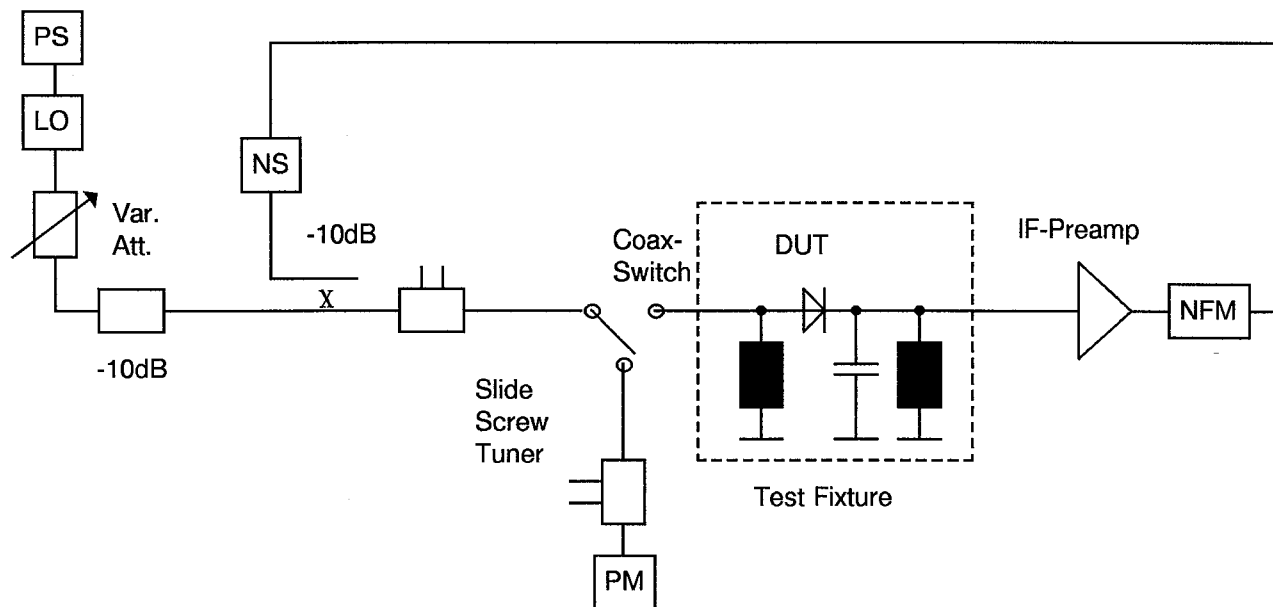 PS
LO
NS
Var.
Att.
-10dB
X
-10dB
Coax-
Switch
DUT
IF-Preamp
NFM
Slide
Screw
Tuner
Test Fixture
PM